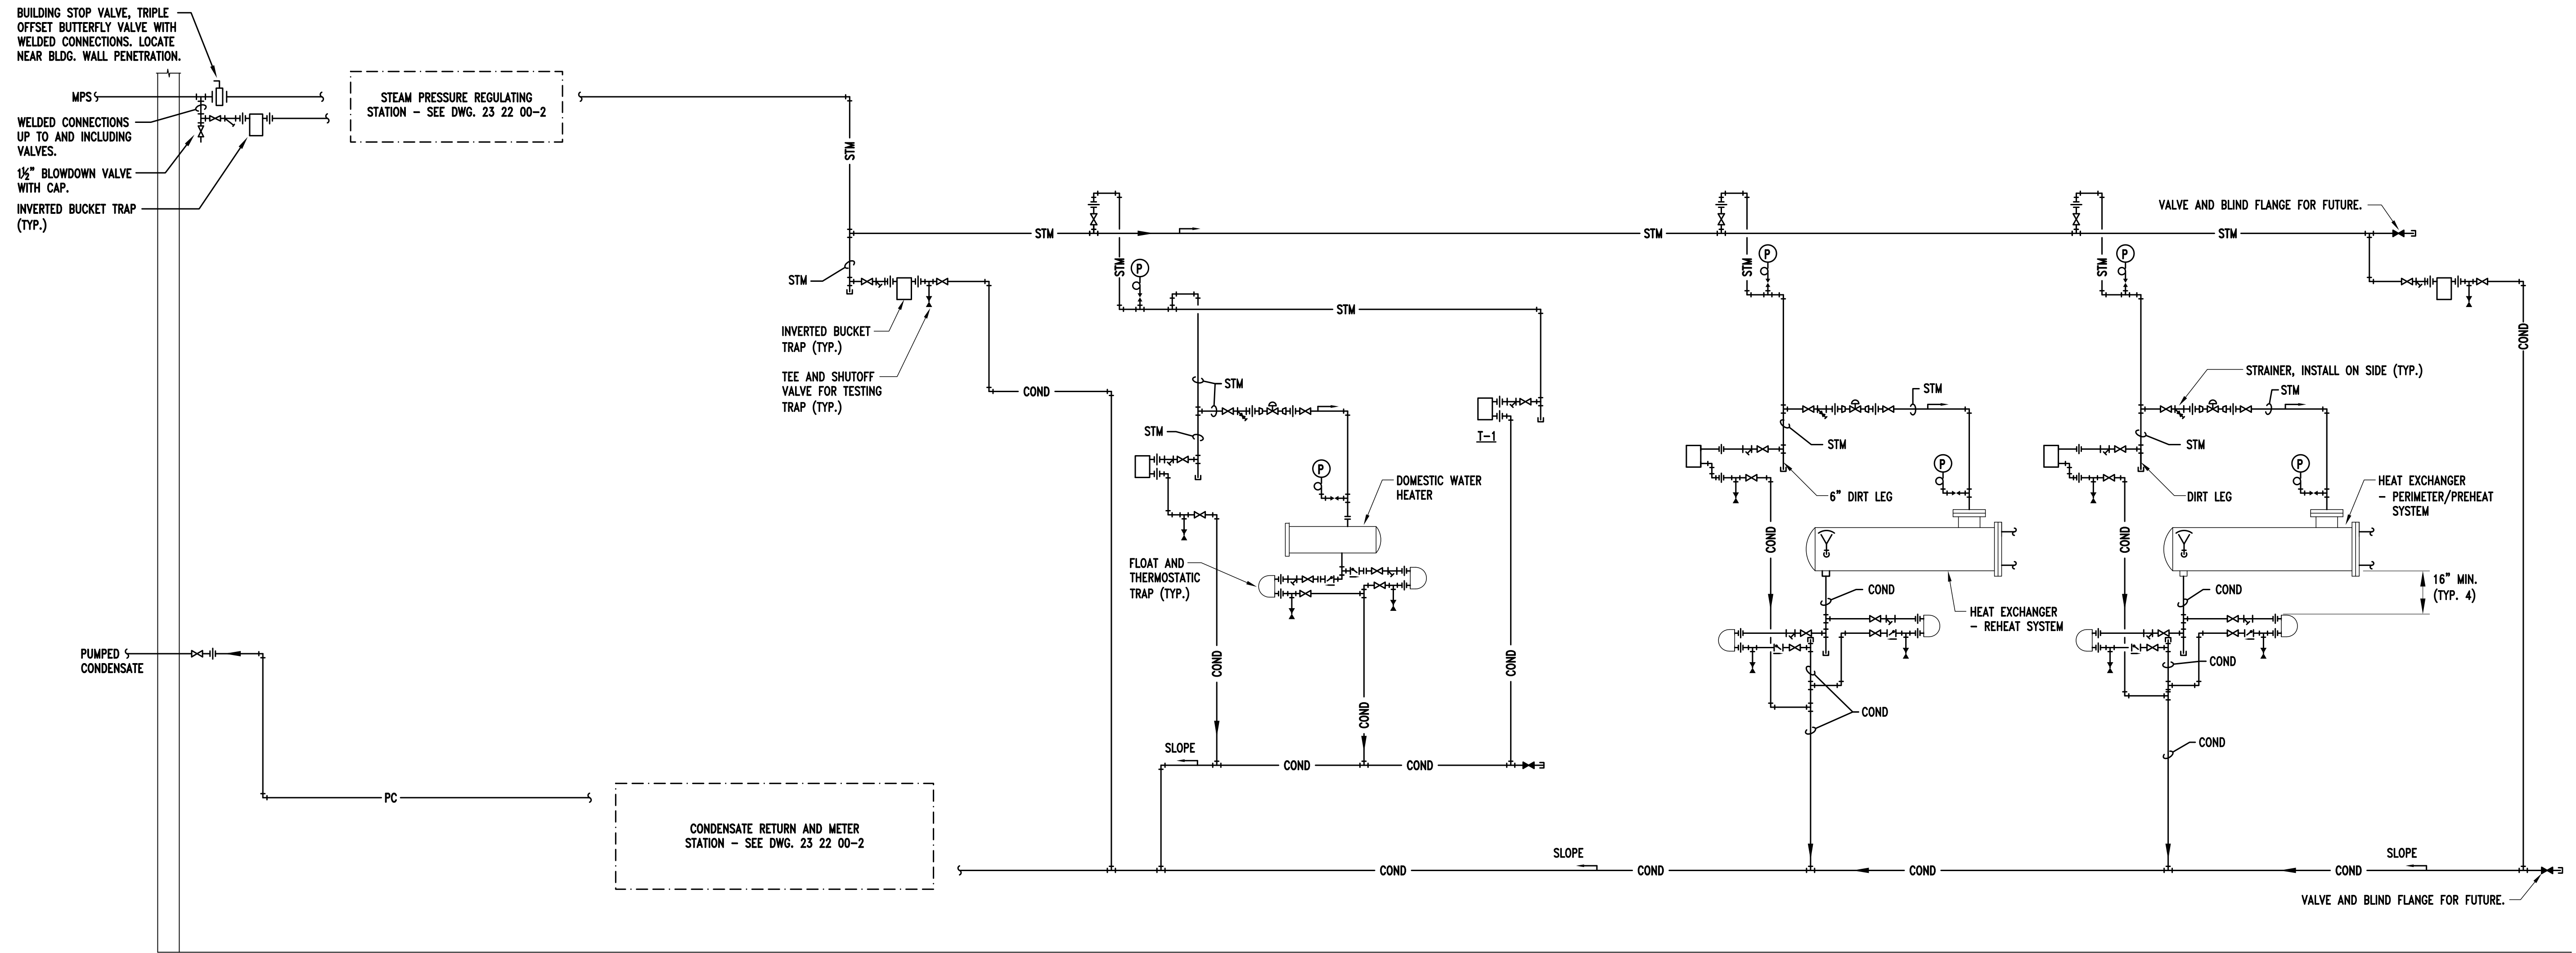 BUILDING STOP VALVE, TRIPLE
OFFSET BUTTERFLY VALVE WITH
WELDED CONNECTIONS. LOCATE
NEAR BLDG. WALL PENETRATION.
MPS
WELDED CONNECTIONS
UP TO AND INCLUDING
VALVES.
1½" BLOWDOWN VALVE
WITH CAP.
INVERTED BUCKET TRAP
(TYP.)
STEAM PRESSURE REGULATING
STATION - SEE DWG. 23 22 00-2
STM
STM
INVERTED BUCKET
TRAP (TYP.)
TEE AND SHUTOFF
VALVE FOR TESTING
TRAP (TYP.)
COND
STM
STM
STM
VALVE AND BLIND FLANGE FOR FUTURE.
STM
P
STM
STM
STM
T-1
P
DOMESTIC WATER
HEATER
FLOAT AND
THERMOSTATIC
TRAP (TYP.)
COND
COND
COND
SLOPE
COND
COND
STM
P
STM
STM
6" DIRT LEG
P
COND
COND
HEAT EXCHANGER
- REHEAT SYSTEM
COND
STM
P
STRAINER, INSTALL ON SIDE (TYP.)
STM
STM
DIRT LEG
P
HEAT EXCHANGER
- PERIMETER/PREHEAT
SYSTEM
COND
COND
16" MIN.
(TYP. 4)
COND
COND
COND
PUMPED
CONDENSATE
PC
CONDENSATE RETURN AND METER
STATION - SEE DWG. 23 22 00-2
COND
SLOPE
COND
COND
COND
SLOPE
VALVE AND BLIND FLANGE FOR FUTURE.